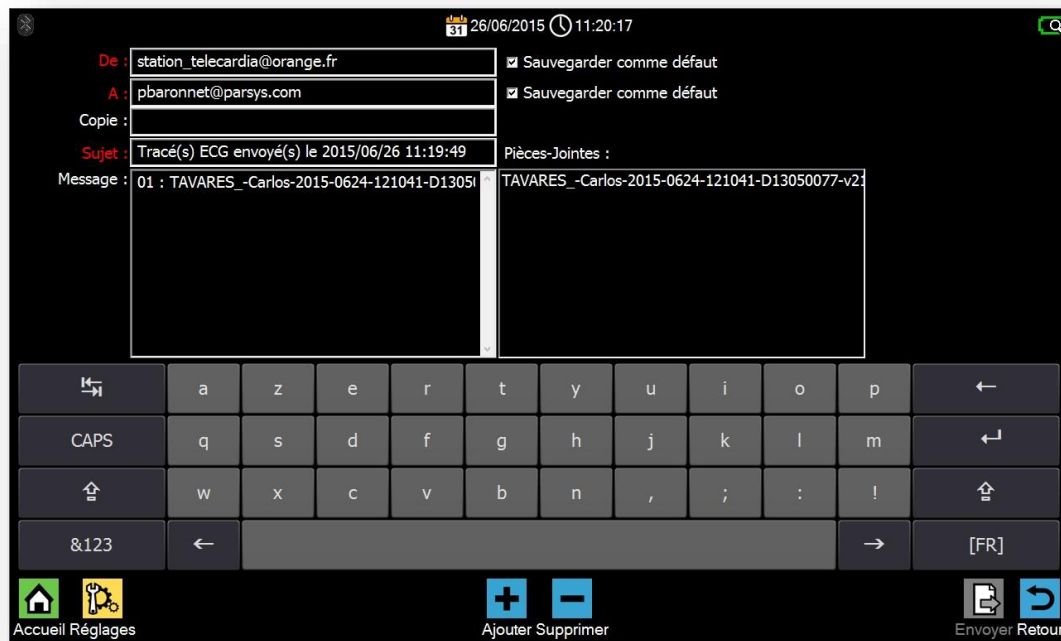 31 26/06/2015 11:20:17
De : station_telecardia@orange.fr Sauvegarder comme défaut
A : pbaronnet@parsys.com Sauvegarder comme défaut
Copie :
Sujet : Tracé(s) ECG envoyé(s) le 2015/06/26 11:19:49 Pièces-Jointes :
Message : 01 : TAVARES_-Carlos-2015-0624-121041-D1305 TAVARES_-Carlos-2015-0624-121041-D13050077-v21
a z e r t y u i o p ←
CAPS q s d f g h j k l m
w x c v b n , ; : !
&123 ← → [FR]
Accueil Réglages Ajouter Supprimer Envoyer Retour